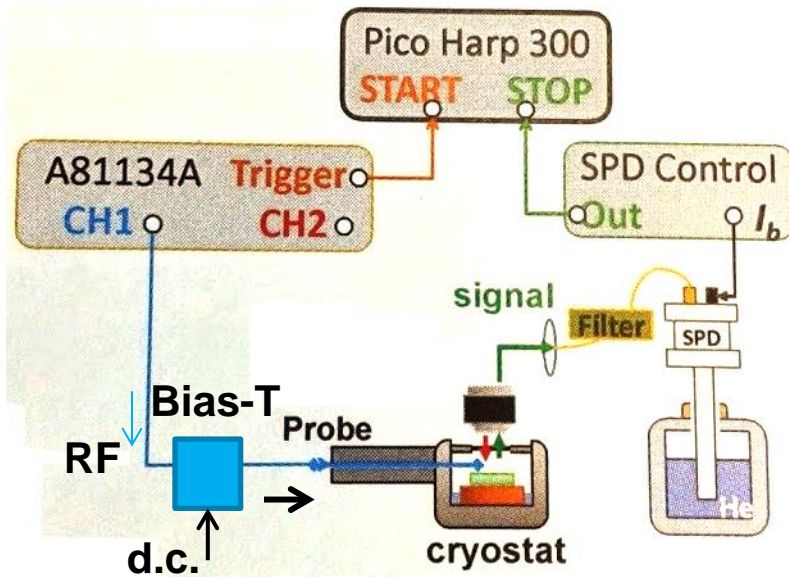 Pico Harp 300
START STOP
A81134A Trigger
CH1 CH2
SPD Control
Out I_b
signal
Filter
SPD
Bias-T
RF
Probe
d.c.
cryostat
He